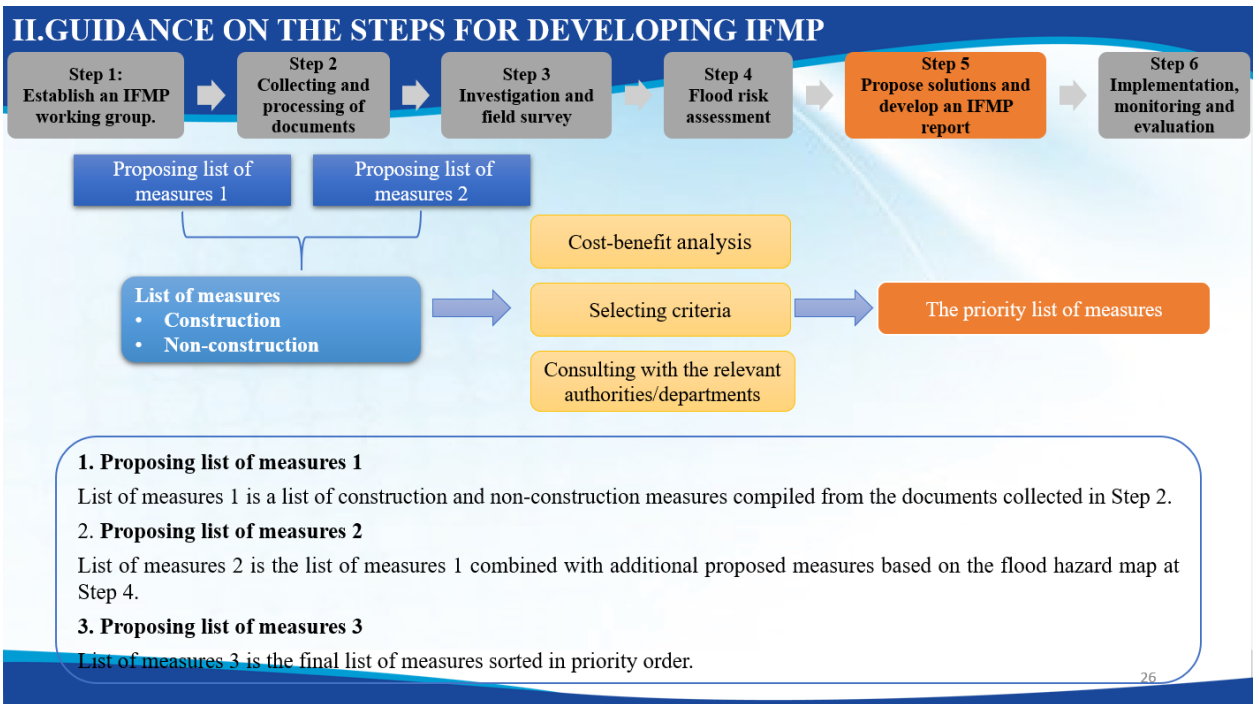 II.GUIDANCE ON THE STEPS FOR DEVELOPING IFMP
Step 1:
Establish an IFMP
working group.
Step 2
Collecting and
processing of
documents
Step 3
Investigation and
field survey
Step 4
Flood risk
assessment
Step 5
Propose solutions and
develop an IFMP
report
Step 6
Implementation,
monitoring and
evaluation
Proposing list of
measures 1
Proposing list of
measures 2
List of measures
• Construction
• Non-construction
Cost-benefit analysis
Selecting criteria
Consulting with the relevant
authorities/departments
The priority list of measures
1. Proposing list of measures 1
List of measures 1 is a list of construction and non-construction measures compiled from the documents collected in Step 2.
2. Proposing list of measures 2
List of measures 2 is the list of measures 1 combined with additional proposed measures based on the flood hazard map at
Step 4.
3. Proposing list of measures 3
List of measures 3 is the final list of measures sorted in priority order.
26